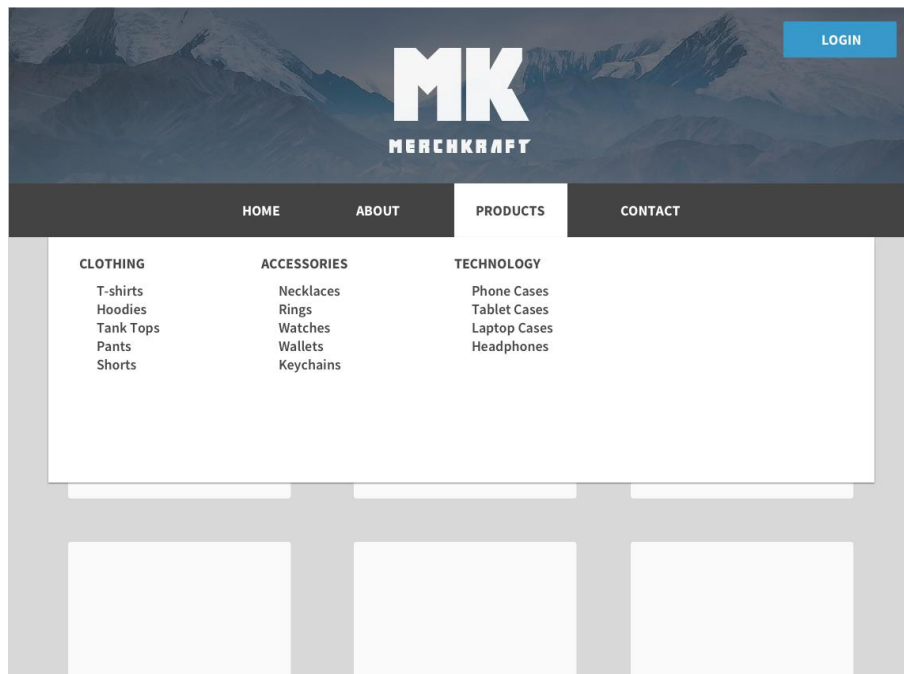 LOGIN
MK
MERCHKRAFT
HOME ABOUT PRODUCTS CONTACT
CLOTHING
T-shirts
Hoodies
Tank Tops
Pants
Shorts
ACCESSORIES
Necklaces
Rings
Watches
Wallets
Keychains
TECHNOLOGY
Phone Cases
Tablet Cases
Laptop Cases
Headphones